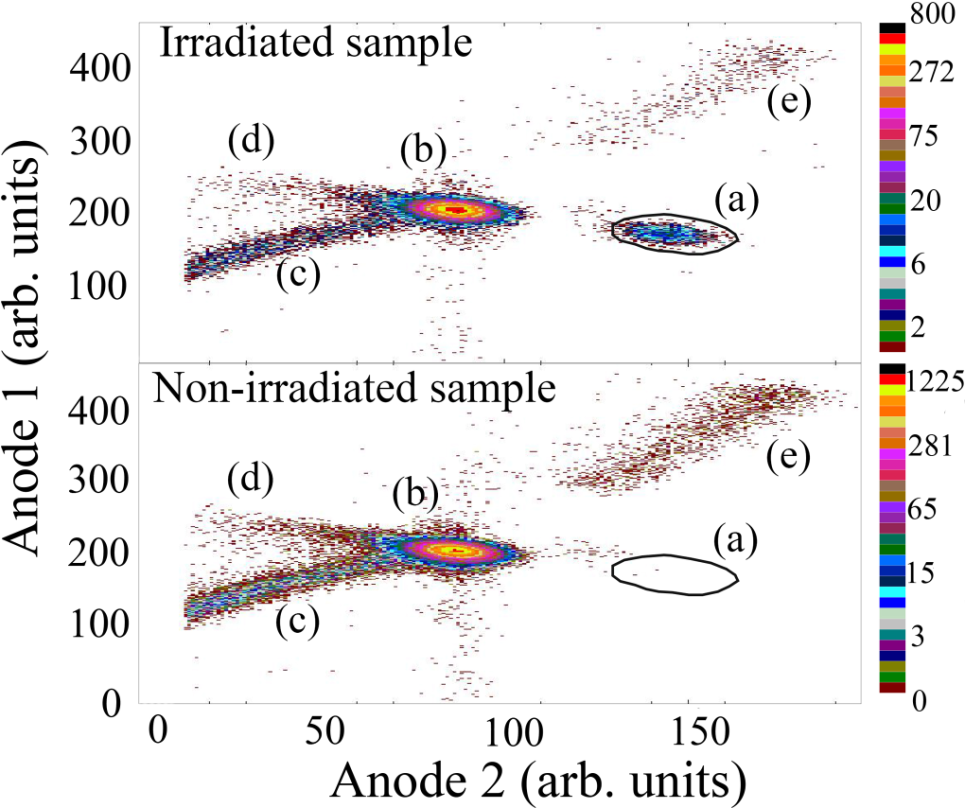 Irradiated sample
800
400
272
(e)
300
(d)
(b)
75
200
20
(a)
100
(c)
6
2
Non-irradiated sample
1225
400
281
(e)
300
(d)
(b)
65
200
(a)
15
100
(c)
3
0
0
0
50
100
150
Anode 1 (arb. units)
Anode 2 (arb. units)